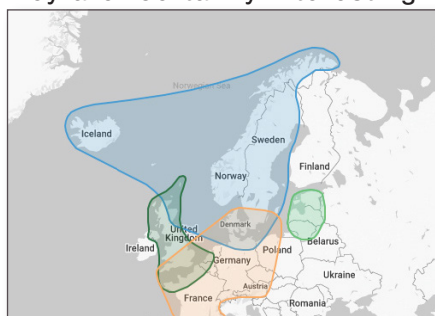 Norwegian Sea
Iceland
Sweden
Finland
Norway
United
Kingdom
Denmark
Ireland
Belarus
Poland
Germany
Ukraine
Austria
France
Romania